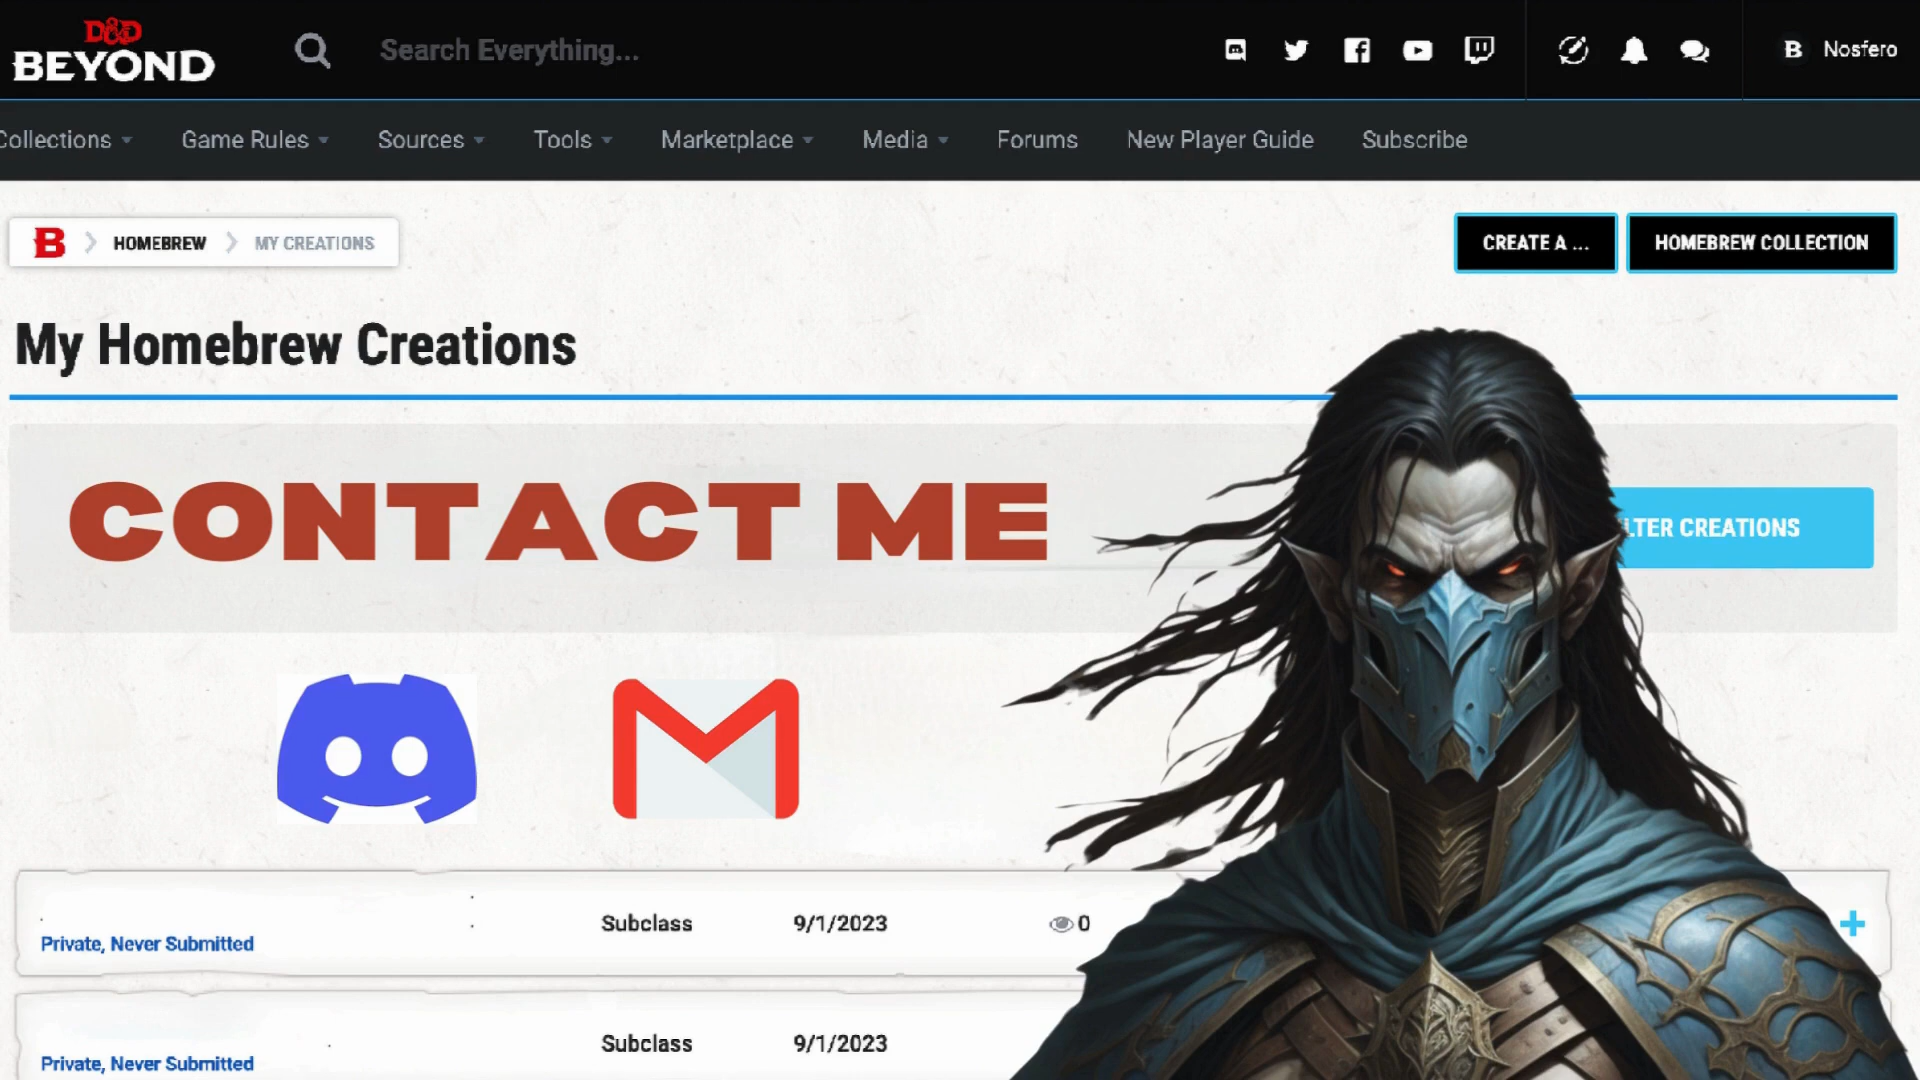 D&D
BEYOND
Search Everything...
B Nosfero
Collections
Game Rules
Sources
Tools
Marketplace
Media
Forums
New Player Guide
Subscribe
B
HOMEBREW
MY CREATIONS
CREATE A ...
HOMEBREW COLLECTION
My Homebrew Creations
CONTACT ME
LTER CREATIONS
Subclass 9/1/2023 0
Private, Never Submitted
Subclass 9/1/2023
Private, Never Submitted